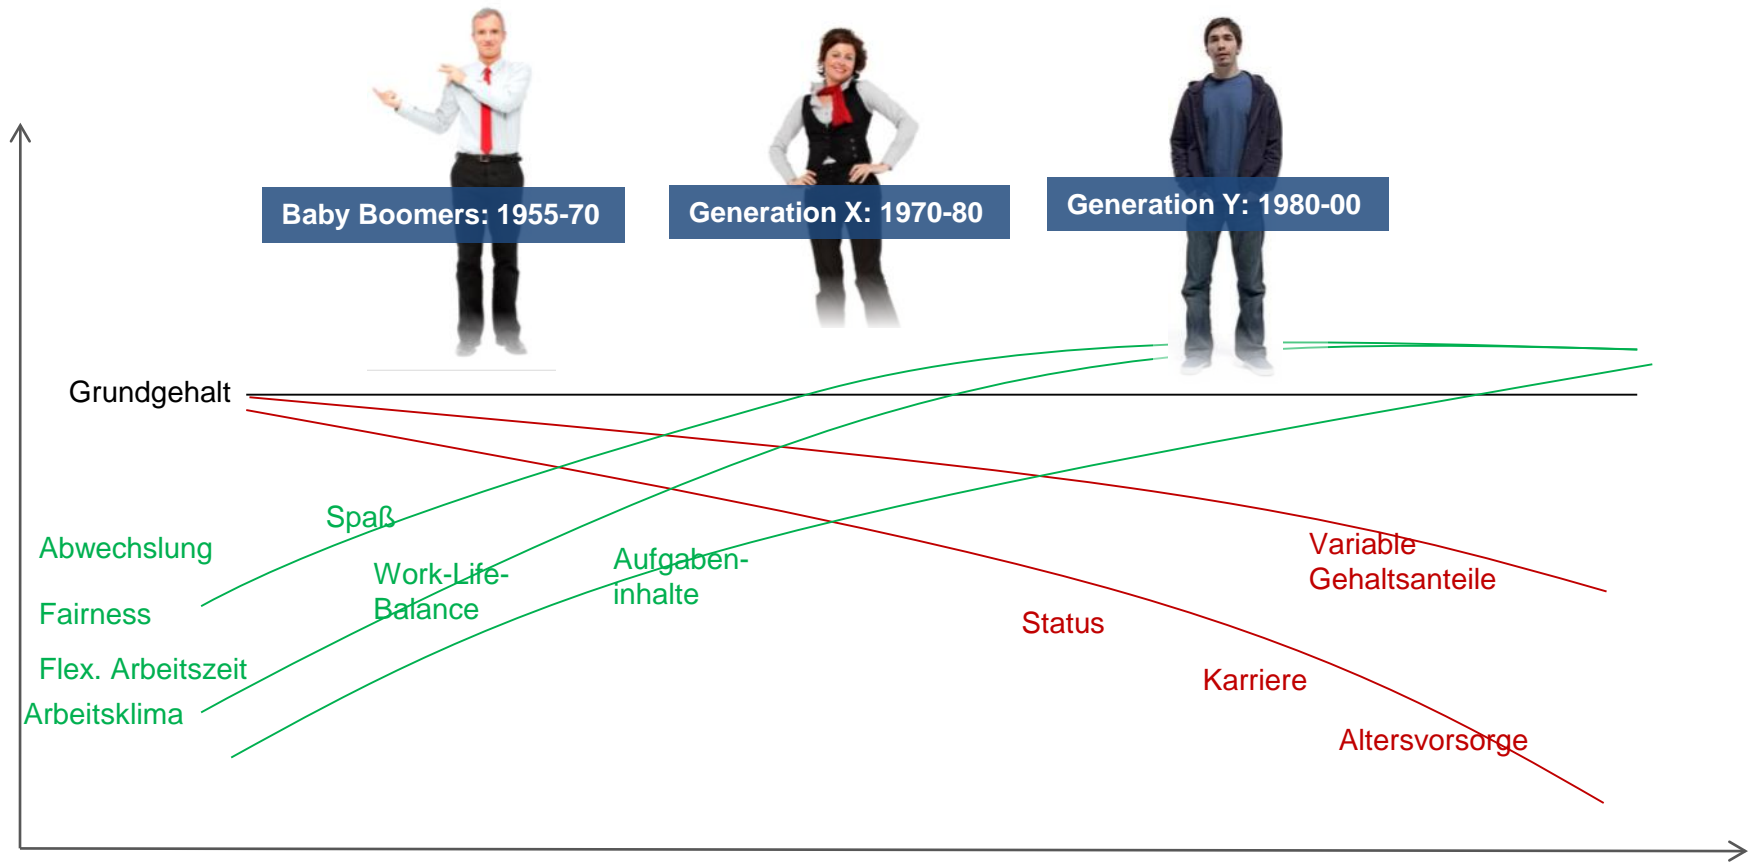 Baby Boomers: 1955-70
Generation X: 1970-80
Generation Y: 1980-00
Grundgehalt
Spaß
Abwechslung
Work-Life-
Balance
Aufgaben-
inhalte
Variable
Gehaltsanteile
Fairness
Status
Flex. Arbeitszeit
Karriere
Arbeitsklima
Altersvorsorge